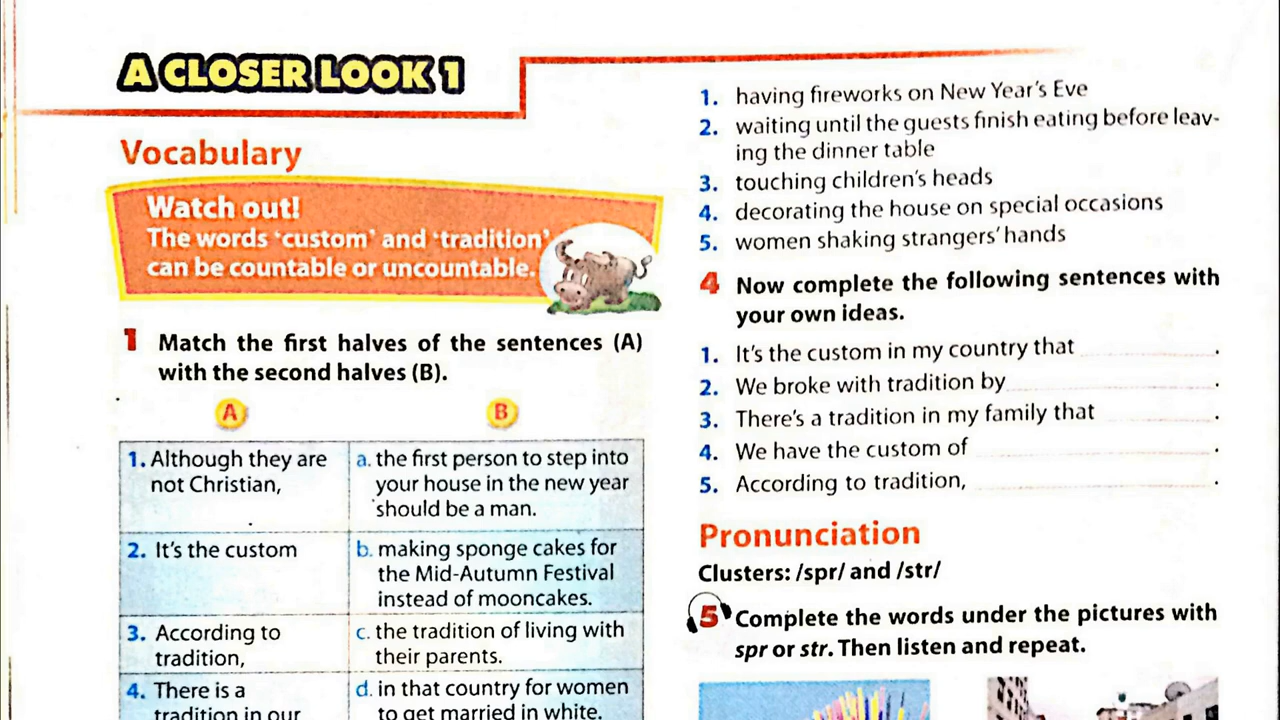 A CLOSER LOOK 1
Vocabulary
Watch out!
The words ‘custom’ and ‘tradition’
can be countable or uncountable.
1 Match the first halves of the sentences (A)
with the second halves (B).
A
B
1. Although they are
not Christian,
a. the first person to step into
your house in the new year
should be a man.
2. It's the custom
b. making sponge cakes for
the Mid-Autumn Festival
instead of mooncakes.
3. According to
tradition,
c. the tradition of living with
their parents.
4. There is a
tradition in our
d. in that country for women
to get married in white.
1. having fireworks on New Year's Eve
2. waiting until the guests finish eating before leav-
ing the dinner table
3. touching children's heads
4. decorating the house on special occasions
5. women shaking strangers' hands
4 Now complete the following sentences with
your own ideas.
1. It's the custom in my country that ______.
2. We broke with tradition by ______.
3. There's a tradition in my family that ______.
4. We have the custom of ______.
5. According to tradition, ______.
Pronunciation
Clusters: /spr/ and /str/
5 Complete the words under the pictures with
spr or str. Then listen and repeat.